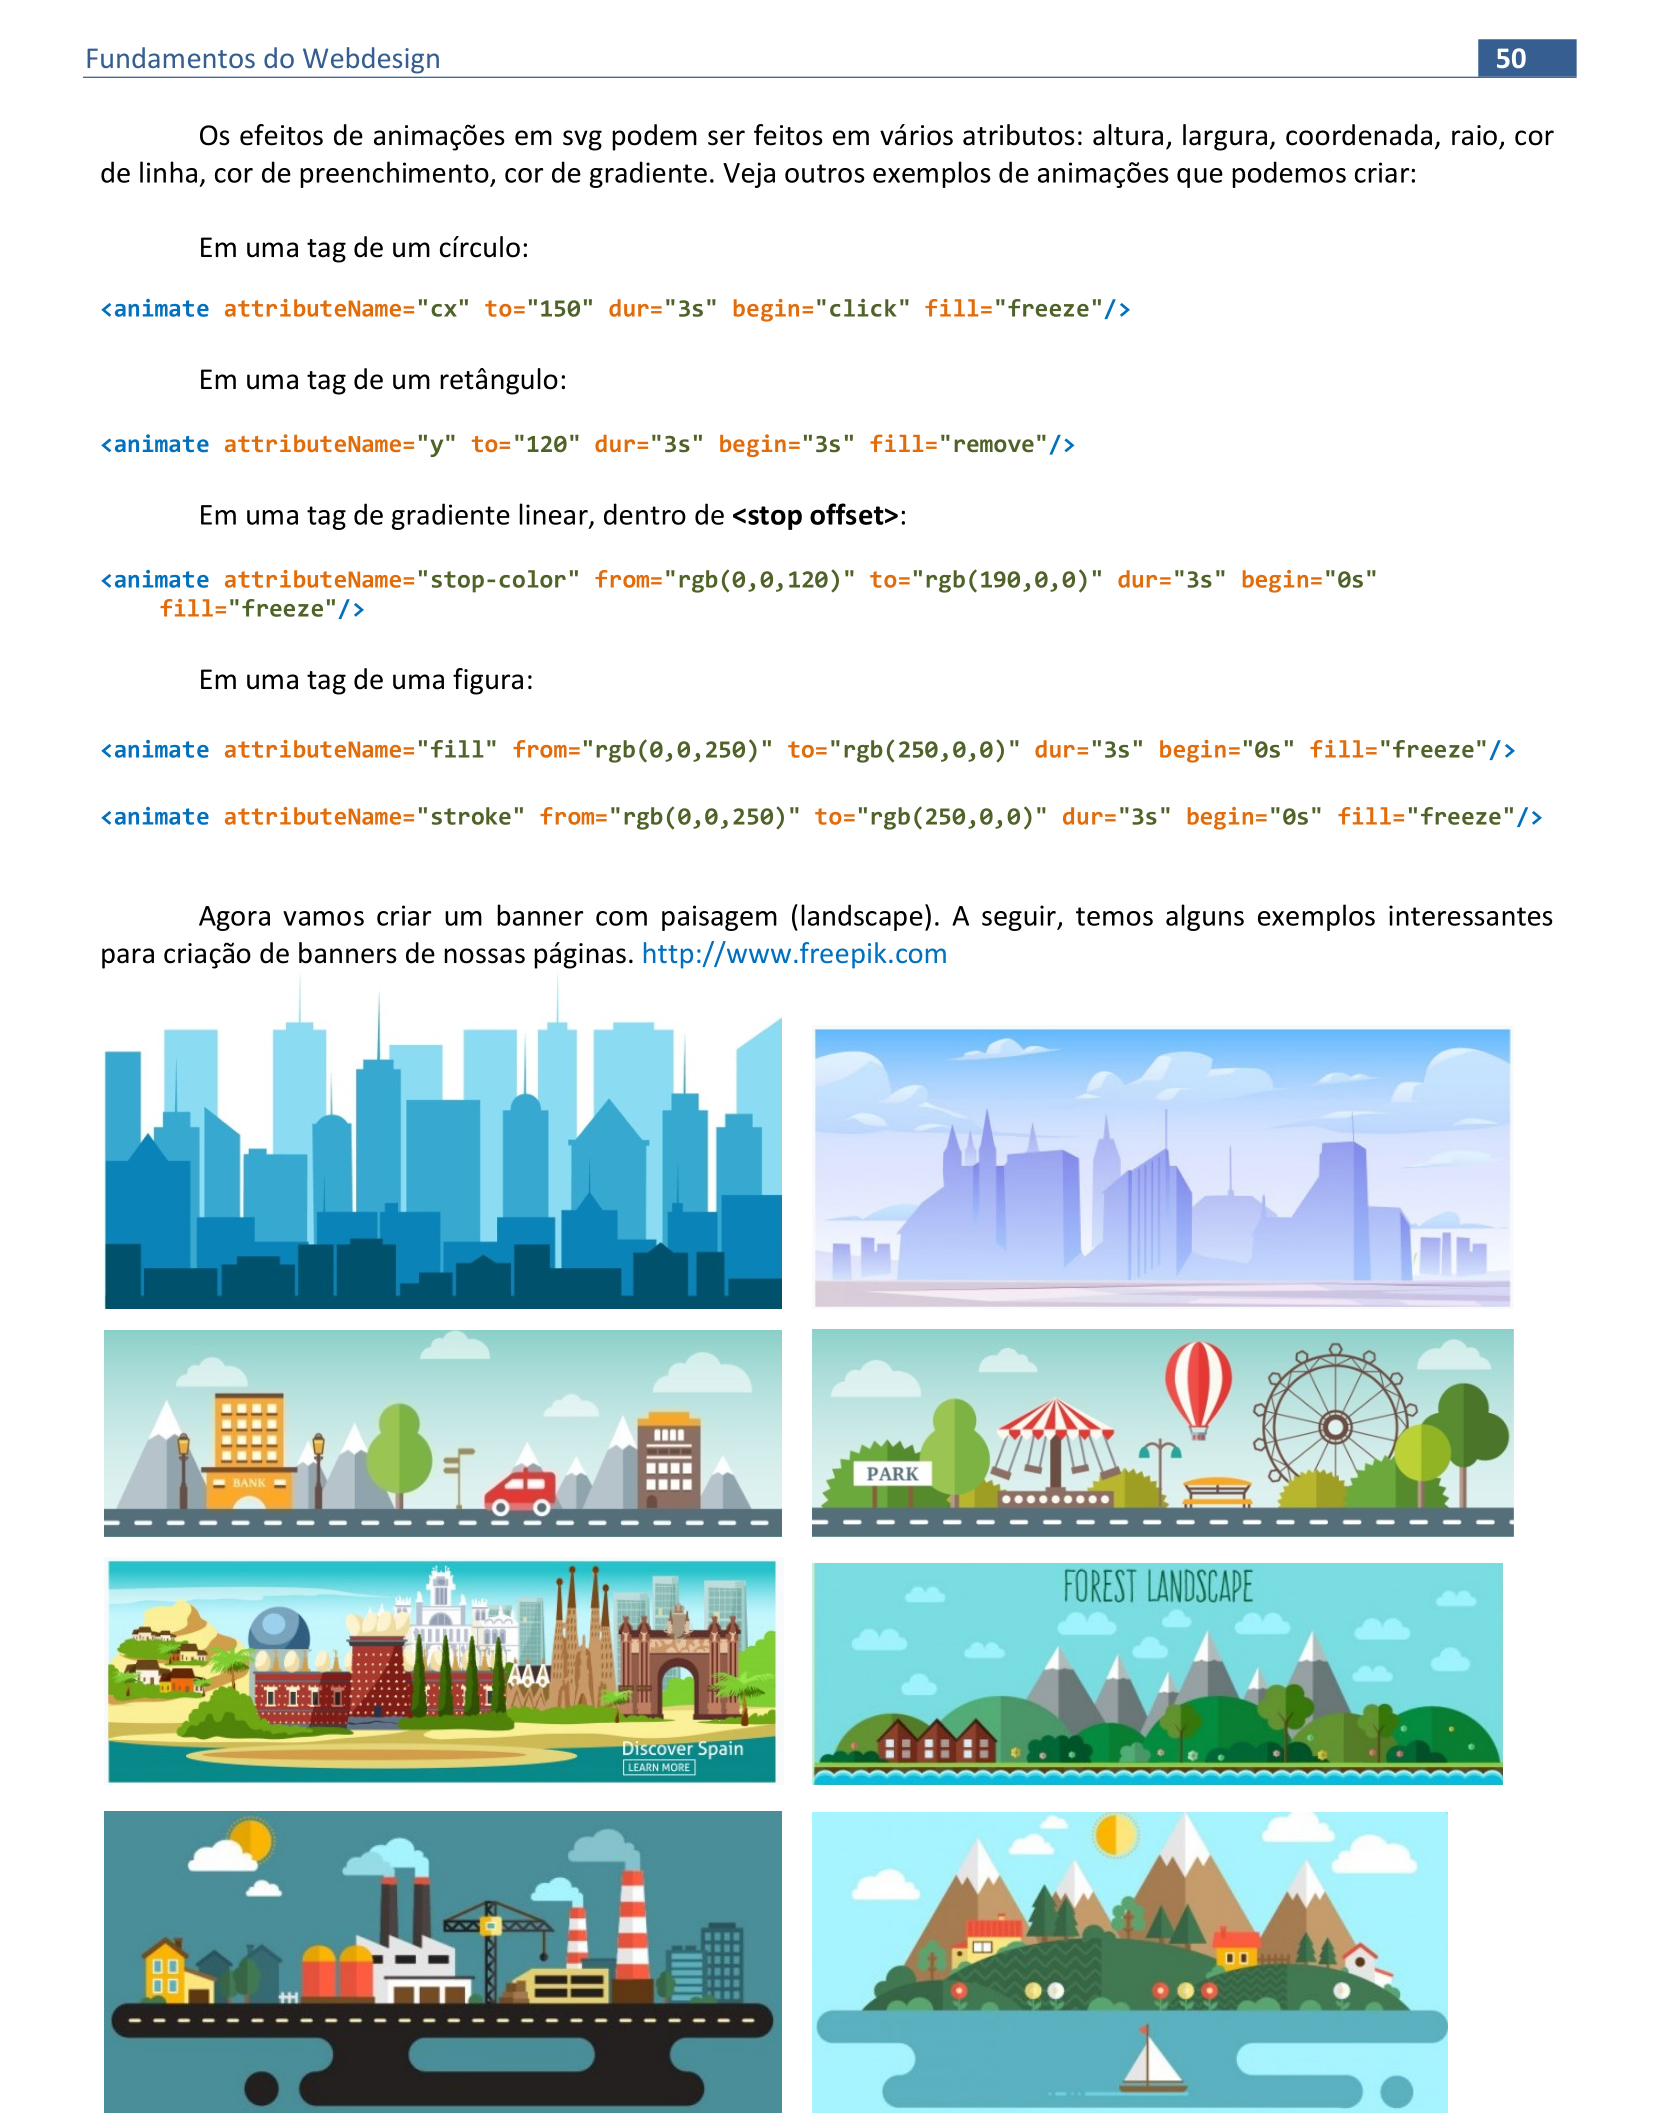 Fundamentos do Webdesign 50
Os efeitos de animações em svg podem ser feitos em vários atributos: altura, largura, coordenada, raio, cor
de linha, cor de preenchimento, cor de gradiente. Veja outros exemplos de animações que podemos criar:
Em uma tag de um círculo:
<animate attributeName="cx" to="150" dur="3s" begin="click" fill="freeze"/>
Em uma tag de um retângulo:
<animate attributeName="y" to="120" dur="3s" begin="3s" fill="remove"/>
Em uma tag de gradiente linear, dentro de <stop offset>:
<animate attributeName="stop-color" from="rgb(0,0,120)" to="rgb(190,0,0)" dur="3s" begin="0s"
fill="freeze"/>
Em uma tag de uma figura:
<animate attributeName="fill" from="rgb(0,0,250)" to="rgb(250,0,0)" dur="3s" begin="0s" fill="freeze"/>
<animate attributeName="stroke" from="rgb(0,0,250)" to="rgb(250,0,0)" dur="3s" begin="0s" fill="freeze"/>
Agora vamos criar um banner com paisagem (landscape). A seguir, temos alguns exemplos interessantes
para criação de banners de nossas páginas. http://www.freepik.com
BANK
PARK
Discover Spain
LEARN MORE
FOREST LANDSCAPE